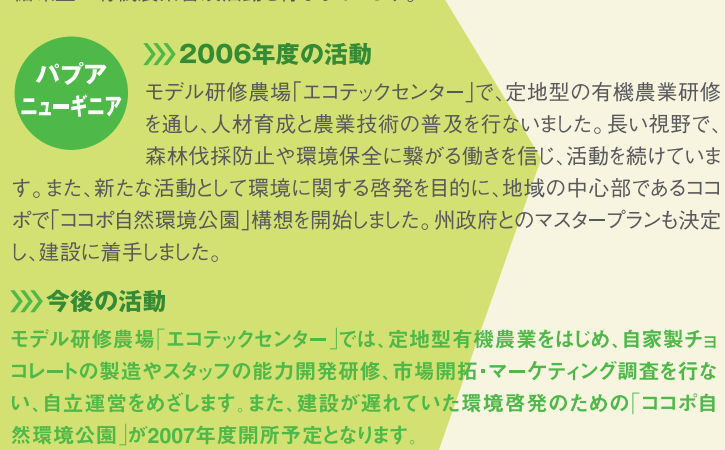 パプア
ニューギニア
2006年度の活動
モデル研修農場「エコテックセンター」で、定地型の有機農業研修
を通し、人材育成と農業技術の普及を行ないました。長い視野で、
森林伐採防止や環境保全に繋がる働きを信じ、活動を続けていま
す。また、新たな活動として環境に関する啓発を目的に、地域の中心部であるココ
ポで「ココポ自然環境公園」構想を開始しました。州政府とのマスタープランも決定
し、建設に着手しました。
今後の活動
モデル研修農場「エコテックセンター」では、定地型有機農業をはじめ、自家製チョ
コレートの製造やスタッフの能力開発研修、市場開拓・マーケティング調査を行な
い、自立運営をめざします。また、建設が遅れていた環境啓発のための「ココポ自
然環境公園」が2007年度開所予定となります。